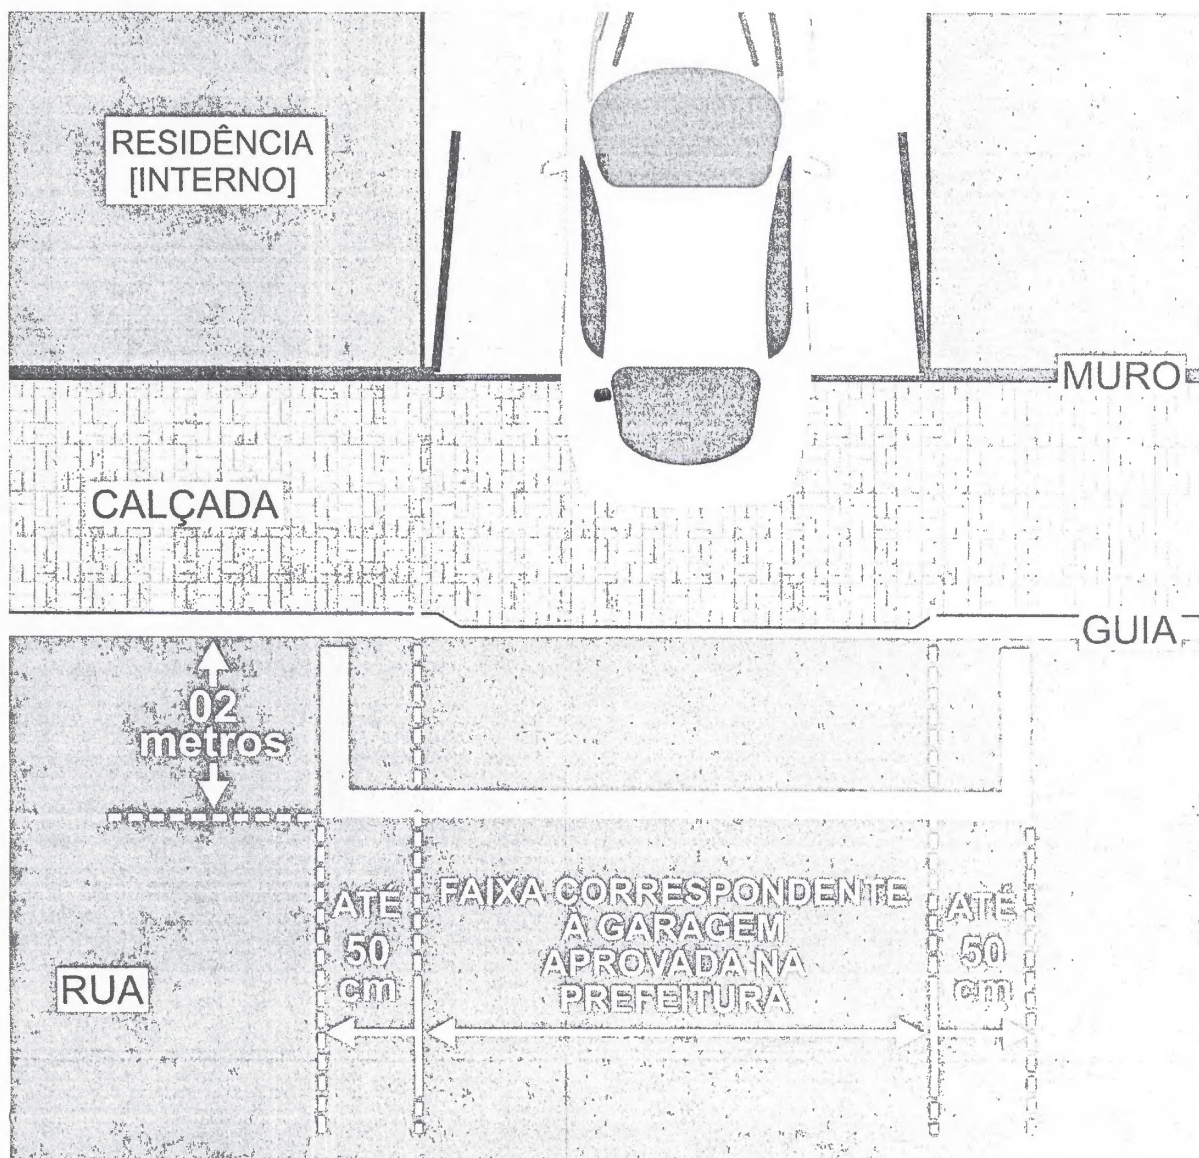 RESIDÊNCIA
[INTERNO]
MURO
CALÇADA
GUIA
02
metros
ATÉ
50
cm
FAIXA CORRESPONDENTE
À GARAGEM
APROVADA NA
PREFEITURA
ATÉ
50
cm
RUA